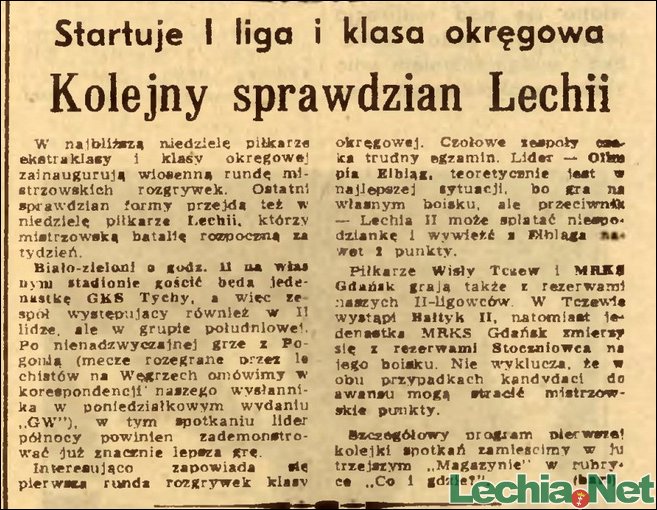 Startuje I liga i klasa okręgowa
Kolejny sprawdzian Lechii
W najbliższą niedzielę piłkarze
ekstraklasy i klasy okręgowej
zainaugurują wiosenną rundę mi-
strzowskich rozgrywek. Ostatni
sprawdzian formy przejdą też w
niedzielę piłkarze Lechii, którzy
mistrzowską batalię rozpoczną za
tydzień.
Biało-zieloni o godz. 11 na włas
nym stadionie gościć będą jede-
nastkę GKS Tychy, a więc ze-
spół występujący również w II
lidze, ale w grupie południowej.
Po nienadzwyczajnej grze z Po-
gonią (mecze rozegrane przez le
chistów na Węgrzech omówimy w
korespondencji naszego wysłanni-
ka w poniedziałkowym wydaniu
„GW"), w tym spotkaniu lider
północy powinien zademonstro-
wać już znacznie lepszą grę.
Interesująco zapowiada się
pierwsza runda rozgrywek klasy
okręgowej. Czołowe zespoły cze-
ka trudny egzamin. Lider — Olim
pia Elbląg, teoretycznie jest w
najlepszej sytuacji, bo gra na
własnym boisku, ale przeciwnik
— Lechia II może spłatać niespo-
dziankę i wywieźć z Elbląga na-
wet 2 punkty.
Piłkarze Wisły Tczew i MRKS
Gdańsk grają także z rezerwami
naszych II-ligowców. W Tczewie
wystąpi Bałtyk II, natomiast je-
denastka MRKS Gdańsk zmierzy
się z rezerwami Stoczniowca na
jego boisku. Nie wyklucza, że w
obu przypadkach kandydaci do
awansu mogą stracić mistrzow-
skie punkty.
Szczegółowy program pierwszej
kolejki spotkań zamieścimy w ju
trzejszym „Magazynie" w rubry-
ce „Co i gdzie?"
Lechia.Net